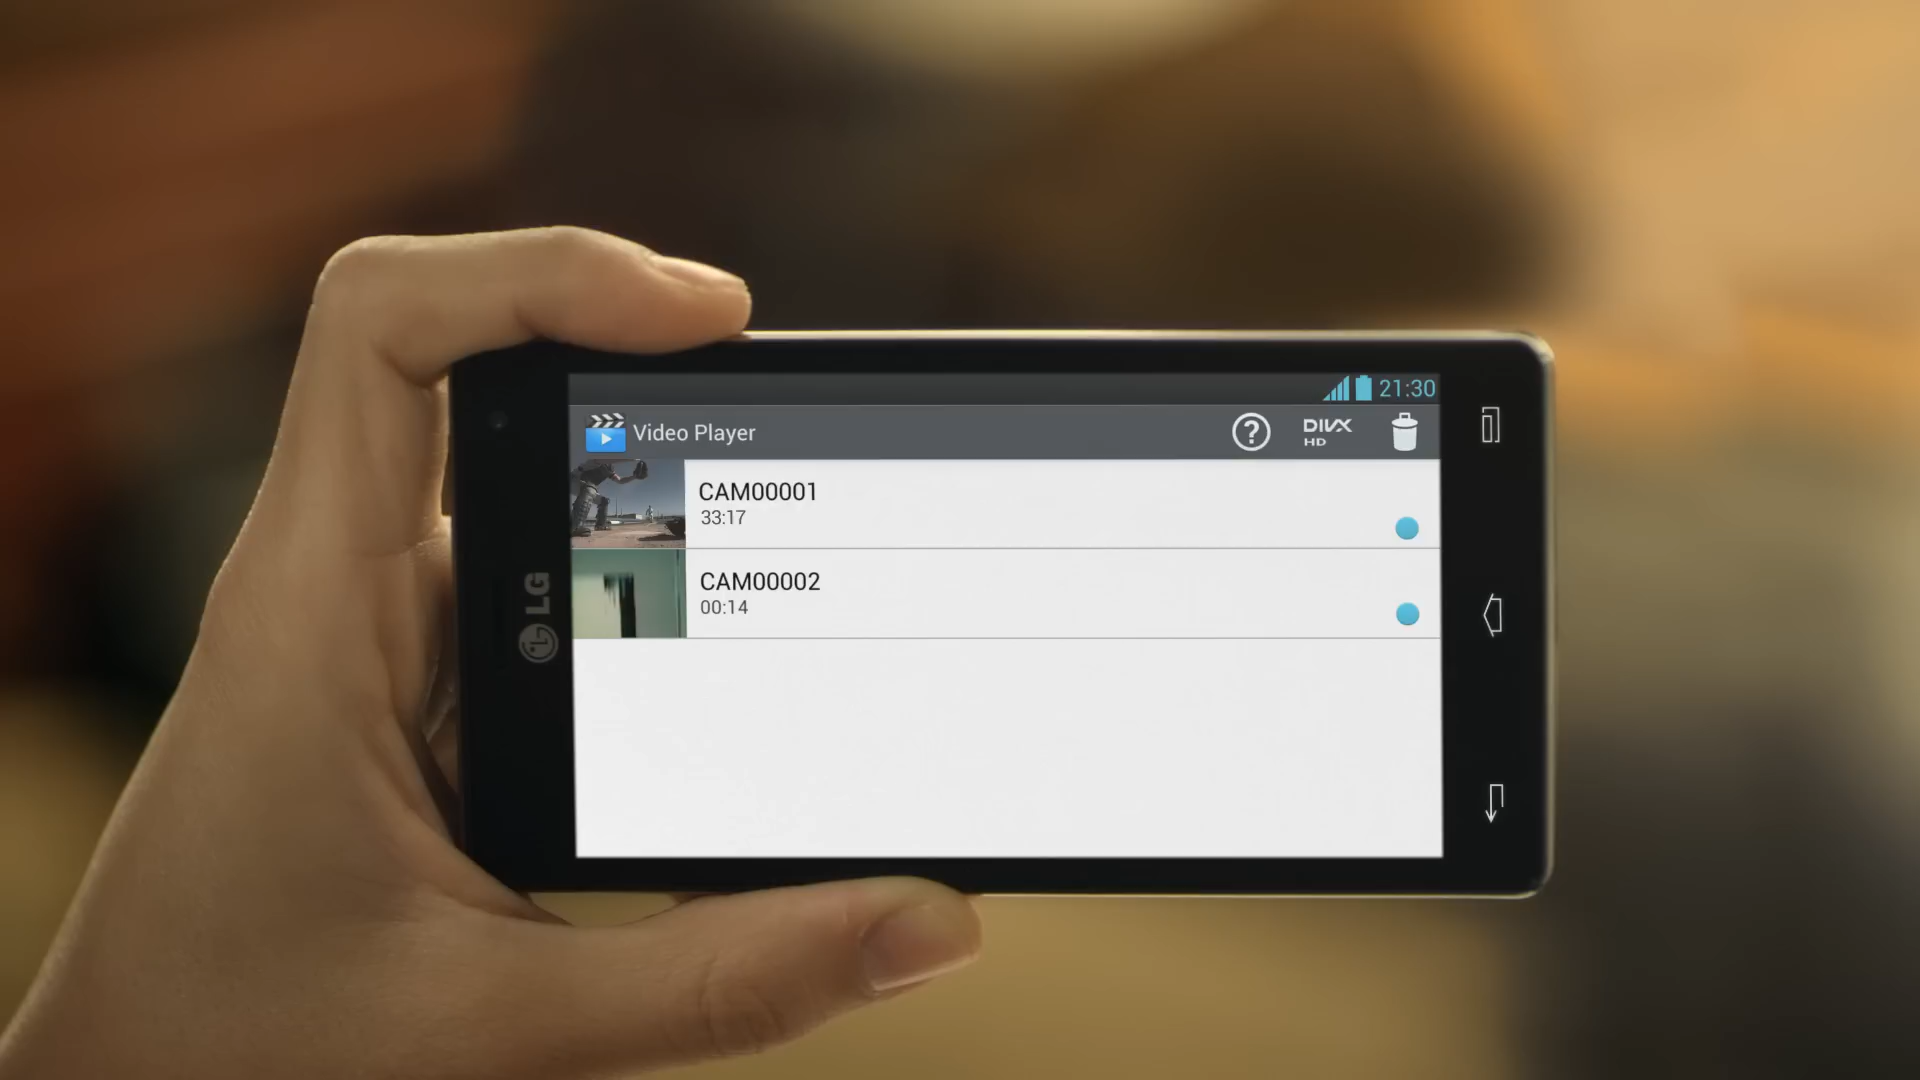 21:30
Video Player
?
DIVX
HD
CAM00001
33:17
CAM00002
00:14
LG